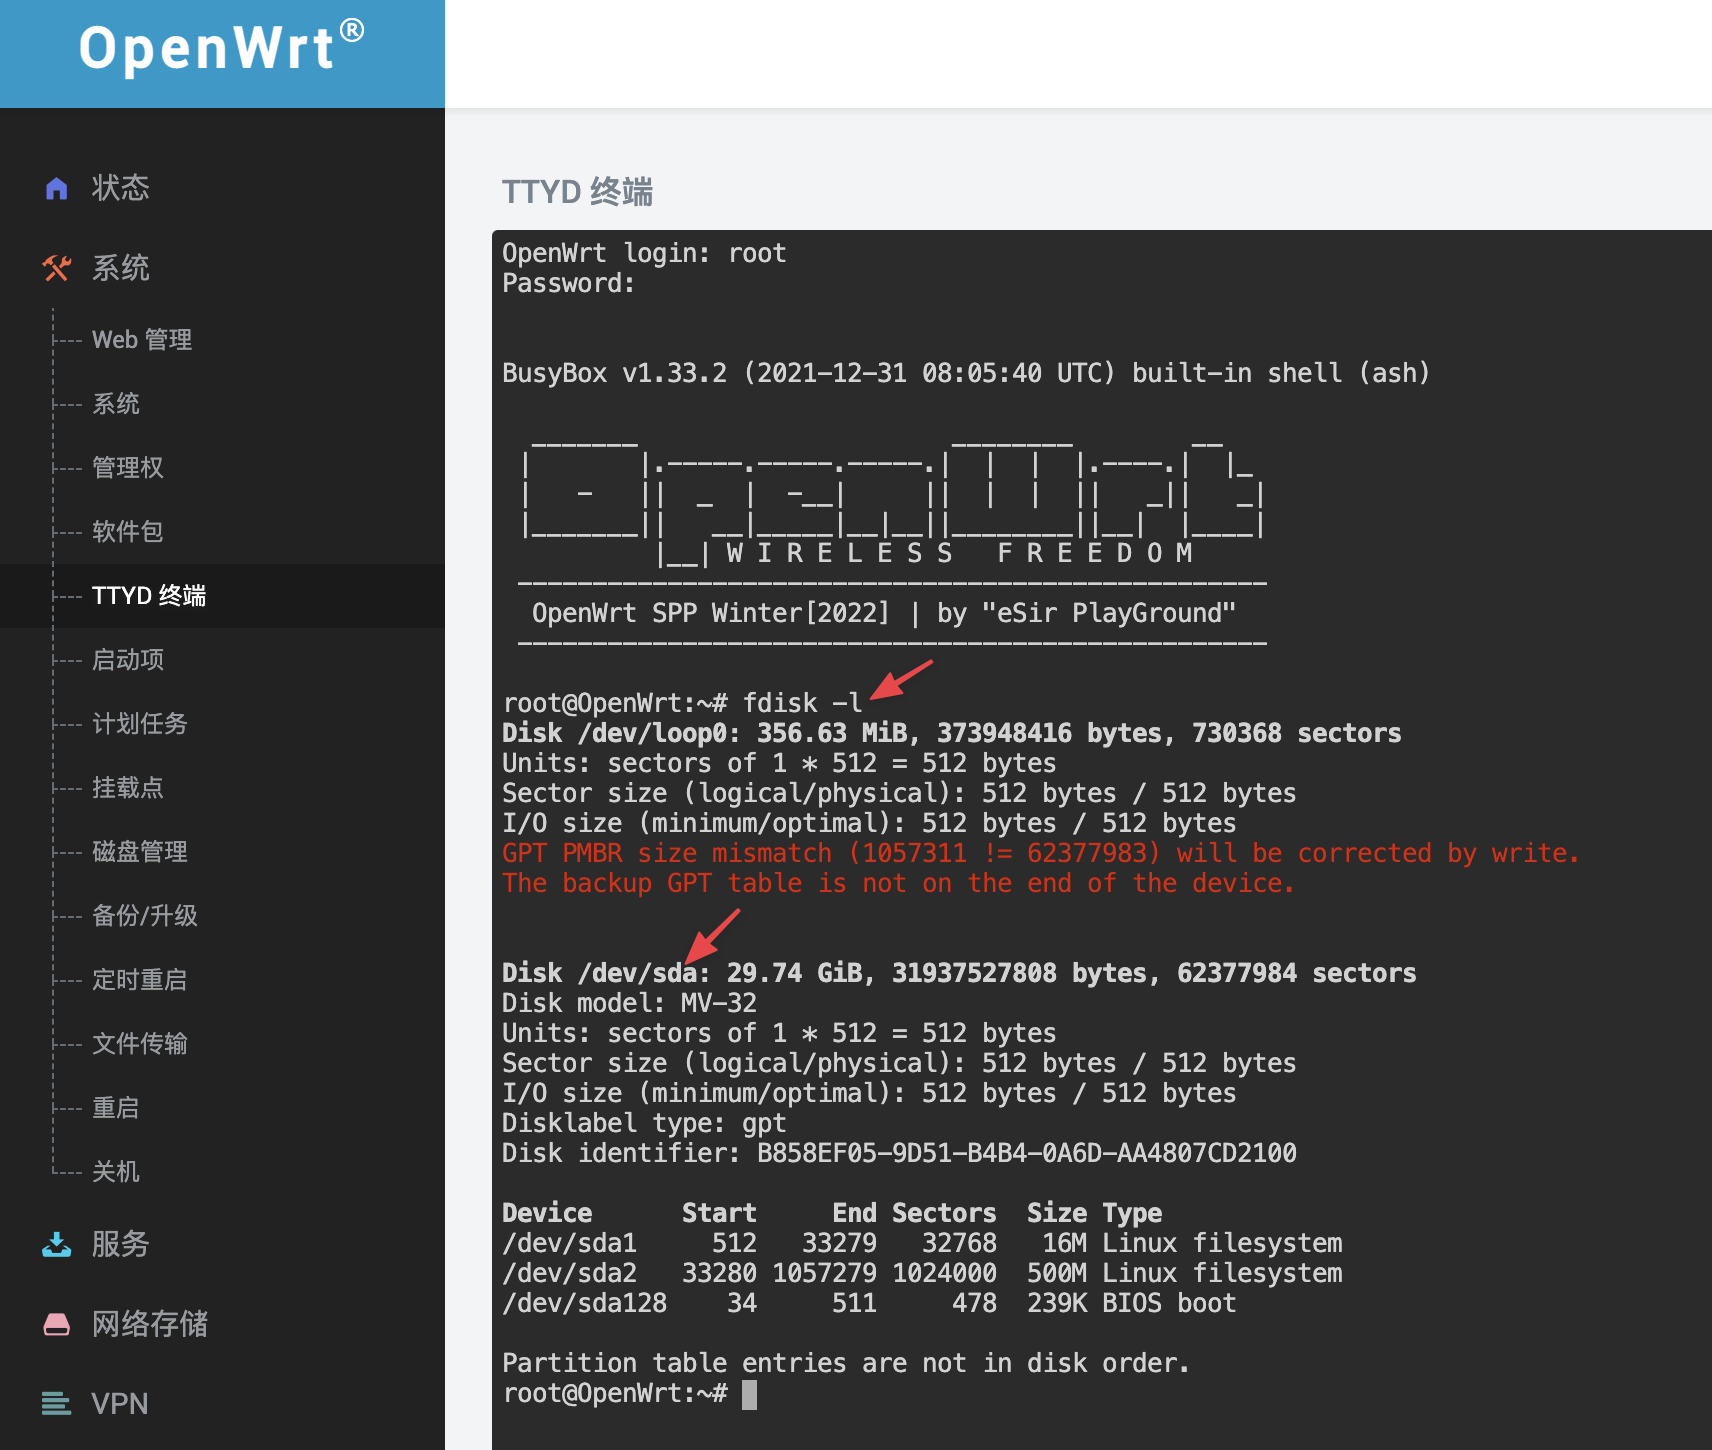 OpenWrt®
状态
系统
Web 管理
系统
管理权
软件包
TTYD 终端
启动项
计划任务
挂载点
磁盘管理
备份/升级
定时重启
文件传输
重启
关机
服务
网络存储
VPN
TTYD 终端
OpenWrt login: root
Password:
BusyBox v1.33.2 (2021-12-31 08:05:40 UTC) built-in shell (ash)
W I R E L E S S   F R E E D O M
OpenWrt SPP Winter[2022] | by "eSir PlayGround"
root@OpenWrt:~# fdisk -l
Disk /dev/loop0: 356.63 MiB, 373948416 bytes, 730368 sectors
Units: sectors of 1 * 512 = 512 bytes
Sector size (logical/physical): 512 bytes / 512 bytes
I/O size (minimum/optimal): 512 bytes / 512 bytes
GPT PMBR size mismatch (1057311 != 62377983) will be corrected by write.
The backup GPT table is not on the end of the device.
Disk /dev/sda: 29.74 GiB, 31937527808 bytes, 62377984 sectors
Disk model: MV-32
Units: sectors of 1 * 512 = 512 bytes
Sector size (logical/physical): 512 bytes / 512 bytes
I/O size (minimum/optimal): 512 bytes / 512 bytes
Disklabel type: gpt
Disk identifier: B858EF05-9D51-B4B4-0A6D-AA4807CD2100
Device      Start     End Sectors  Size Type
/dev/sda1     512   33279   32768   16M Linux filesystem
/dev/sda2   33280 1057279 1024000  500M Linux filesystem
/dev/sda128    34     511     478  239K BIOS boot
Partition table entries are not in disk order.
root@OpenWrt:~#